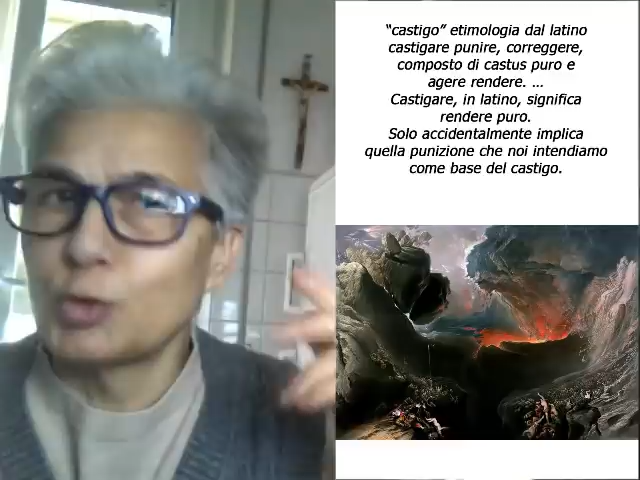 “castigo” etimologia dal latino
castigare punire, correggere,
composto di castus puro e
agere rendere. ...
Castigare, in latino, significa
rendere puro.
Solo accidentalmente implica
quella punizione che noi intendiamo
come base del castigo.